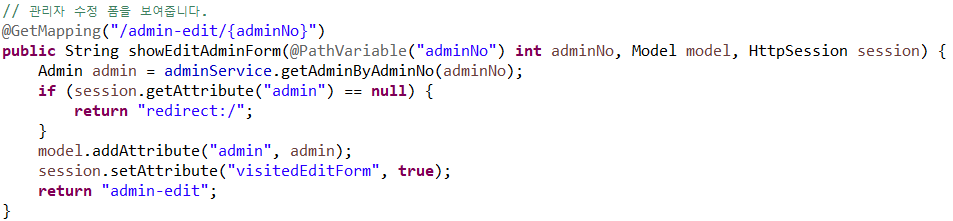 // 관리자 수정 폼을 보여줍니다.
@GetMapping("/admin-edit/{adminNo}")
public String showEditAdminForm(@PathVariable("adminNo") int adminNo, Model model, HttpSession session) {
    Admin admin = adminService.getAdminByAdminNo(adminNo);
    if (session.getAttribute("admin") == null) {
        return "redirect:/";
    }
    model.addAttribute("admin", admin);
    session.setAttribute("visitedEditForm", true);
    return "admin-edit";
}